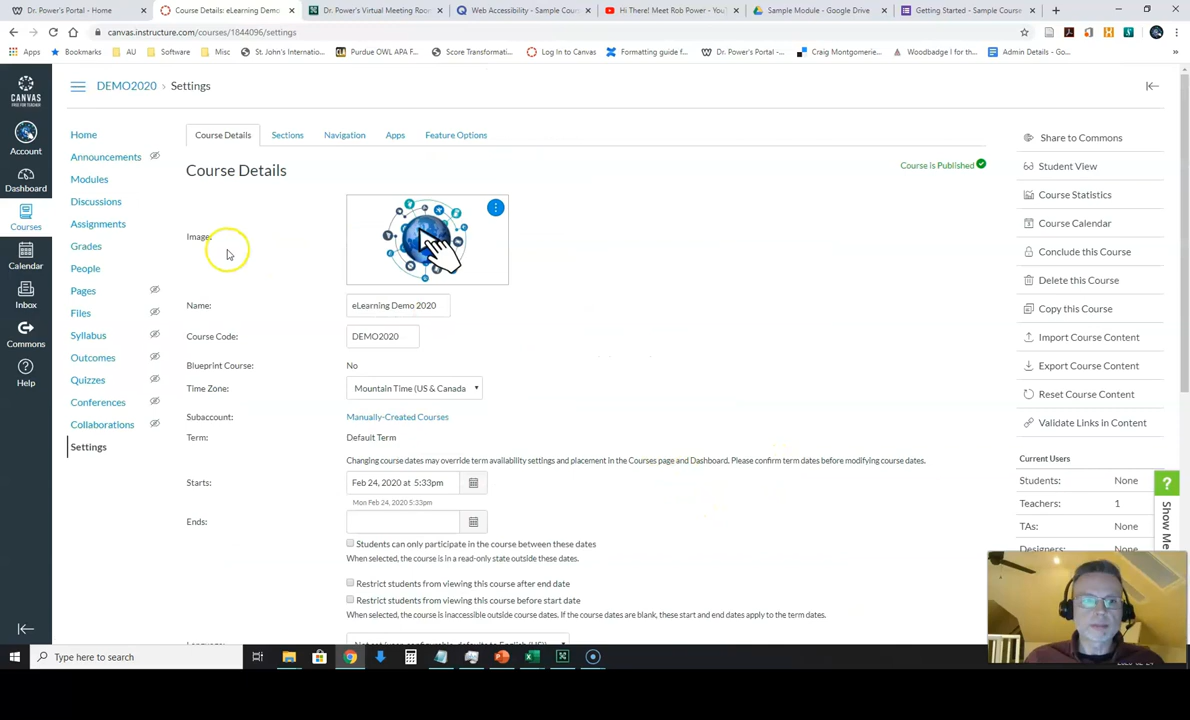 Dr. Power's Portal - Home
Course Details: eLearning Demo
Dr. Power's Virtual Meeting Room
Web Accessibility - Sample Cour
Hi There! Meet Rob Power - You
Sample Module - Google Drive
Getting Started - Sample Course
canvas.instructure.com/courses/1844096/settings
Apps
Bookmarks
AU
Software
Misc
St. John's Internati...
Purdue OWL APA F...
Score Transformati...
Log In to Canvas
Formatting guide f...
Dr. Power's Portal -...
Craig Montgomerie...
Woodbadge I for th...
Admin Details - Go...
CANVAS
FREE FOR TEACHER
Account
Dashboard
Courses
Calendar
Inbox
Commons
Help
DEMO2020 › Settings
Home
Announcements
Modules
Discussions
Assignments
Grades
People
Pages
Files
Syllabus
Outcomes
Quizzes
Conferences
Collaborations
Settings
Course Details
Sections
Navigation
Apps
Feature Options
Course Details
Course is Published
Image:
Name:
eLearning Demo 2020
Course Code:
DEMO2020
Blueprint Course:
No
Time Zone:
Mountain Time (US & Canada
Subaccount:
Manually-Created Courses
Term:
Default Term
Changing course dates may override term availability settings and placement in the Courses page and Dashboard. Please confirm term dates before modifying course dates.
Starts:
Feb 24, 2020 at 5:33pm
Mon Feb 24, 2020 5:33pm
Ends:
Students can only participate in the course between these dates
When selected, the course is in a read-only state outside these dates.
Restrict students from viewing this course after end date
Restrict students from viewing this course before start date
When selected, the course is inaccessible outside course dates. If the course dates are blank, these start and end dates apply to the term dates.
Share to Commons
Student View
Course Statistics
Course Calendar
Conclude this Course
Delete this Course
Copy this Course
Import Course Content
Export Course Content
Reset Course Content
Validate Links in Content
Current Users
Students: None
Teachers: 1
TAs: None
Designers:
?
Show Me
Type here to search